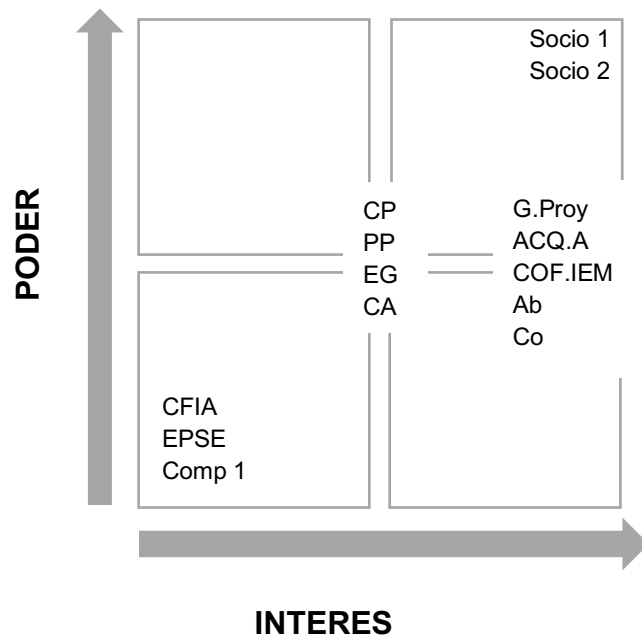 Socio 1
Socio 2
PODER
CP
PP
EG
CA
G.Proy
ACQ.A
COF.IEM
Ab
Co
CFIA
EPSE
Comp 1
INTERES